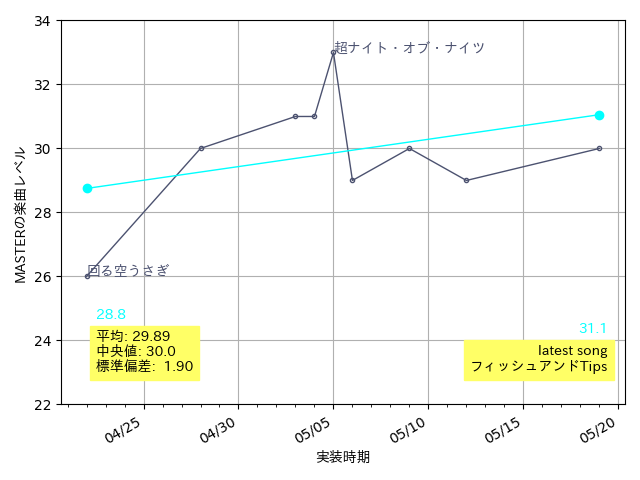 34
32
30
28
26
24
22
MASTERの楽曲レベル
超ナイト・オブ・ナイツ
回る空うさぎ
28.8
平均: 29.89
中央値: 30.0
標準偏差: 1.90
31.1
latest song
フィッシュアンドTips
04/25
04/30
05/05
05/10
05/15
05/20
実装時期